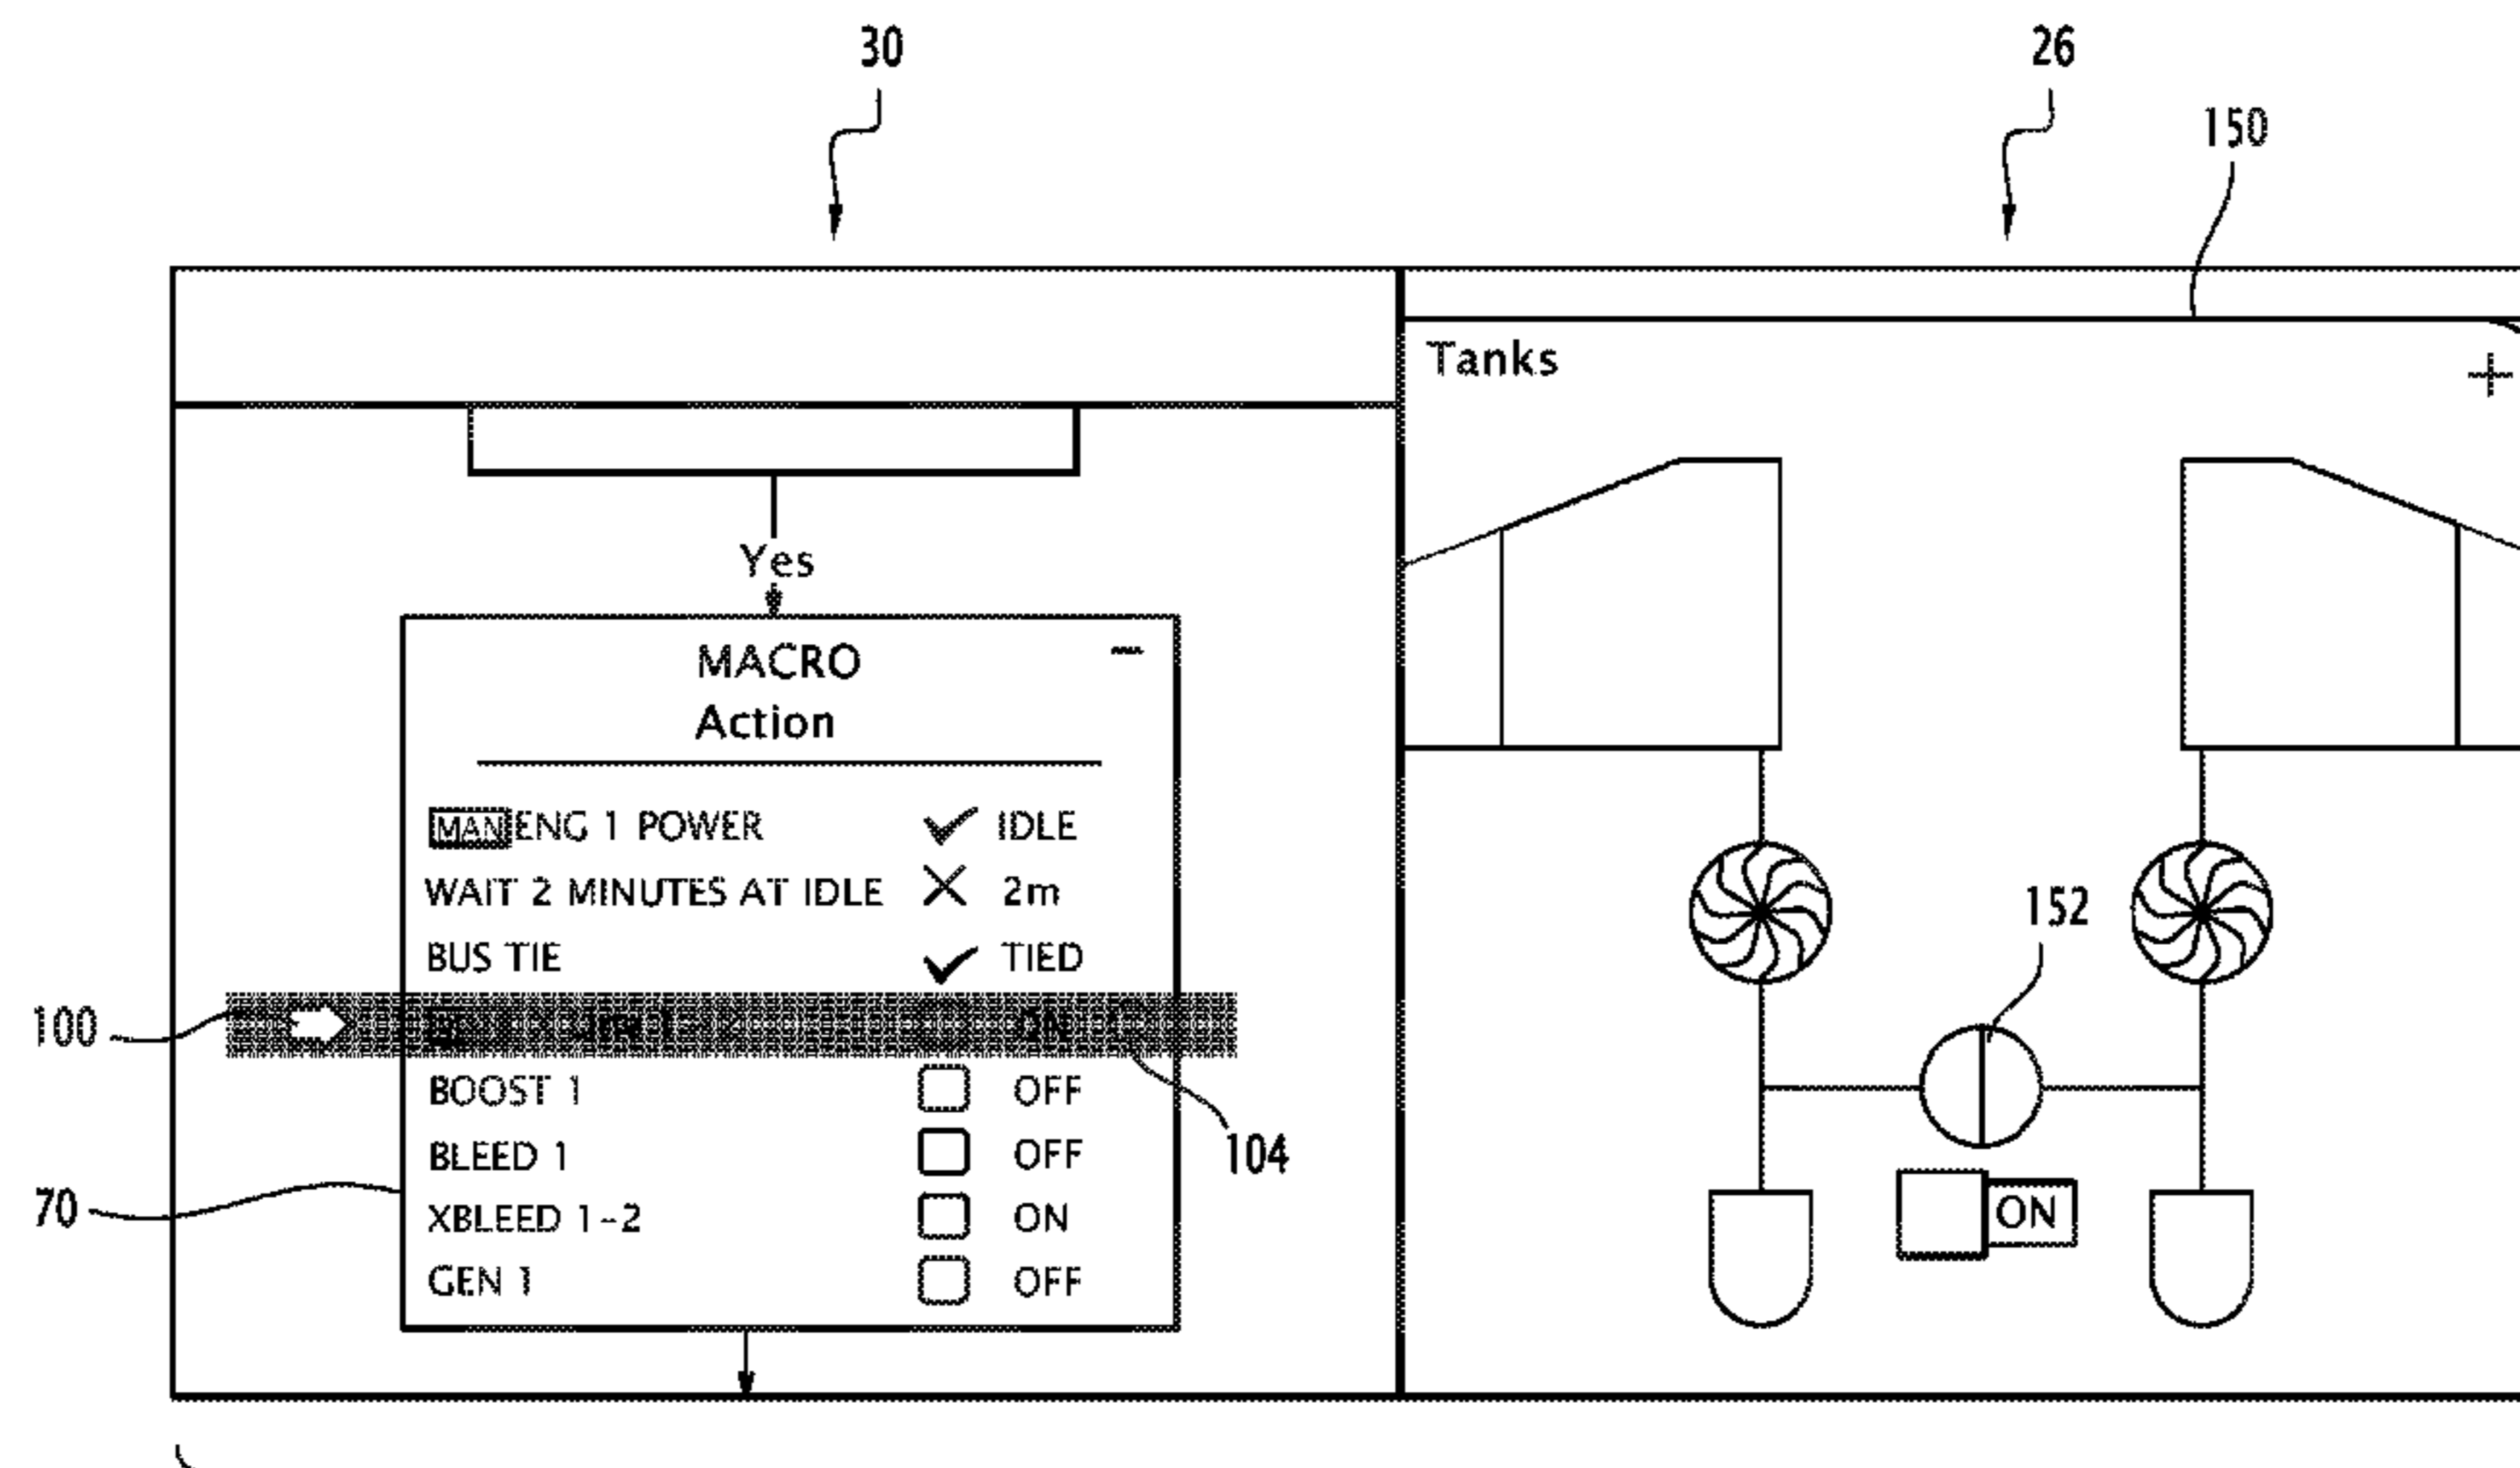 30
26
150
Tanks
Yes
MACRO
Action
MAN ENG 1 POWER IDLE
WAIT 2 MINUTES AT IDLE 2m
BUS TIE TIED
152
100
ON
BOOST 1 OFF
BLEED 1 OFF
104
70
XBLEED 1-2 ON
ON
GEN 1 OFF